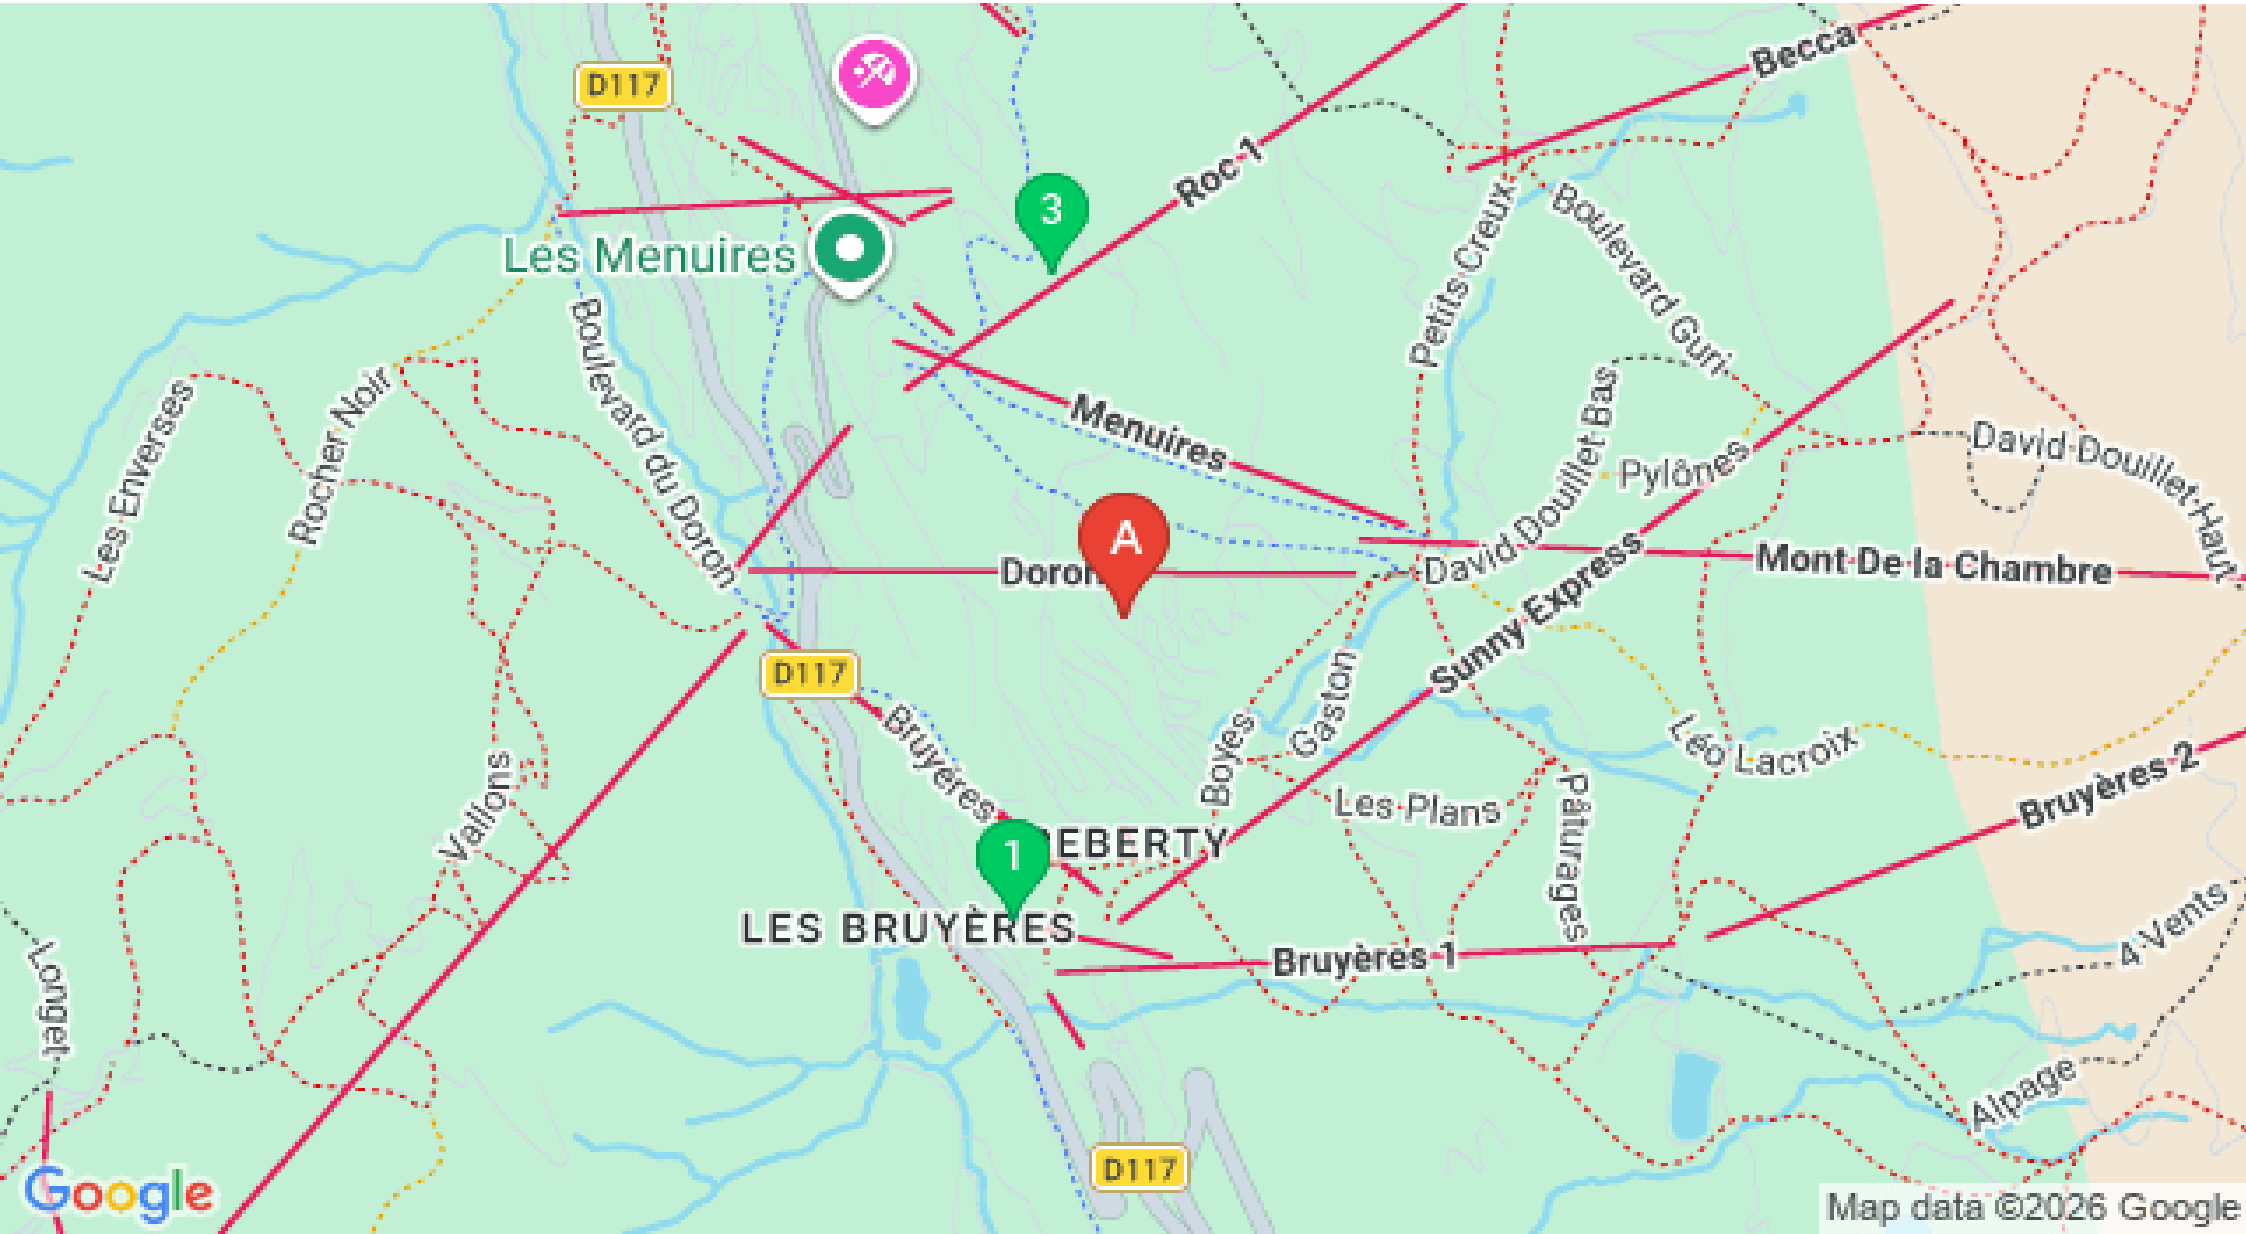 Becca
D117
Roc 1
3
Les Menuires
Petits Creux
Boulevard Guri
Boulevard du Doron
Les Enverses
Rocher Noir
Menuires
David Douillet Bas
Pylônes
David Douillet Haut
A
Doron
Mont De la Chambre
Sunny Express
D117
Bruyères
Gaston
Boyes
Léo Lacroix
Vallons
Les Plans
Pâturages
Bruyères 2
1
EBERTY
LES BRUYÈRES
Bruyères 1
4 Vents
Longet
Alpage
D117
Google
Map data ©2026 Google